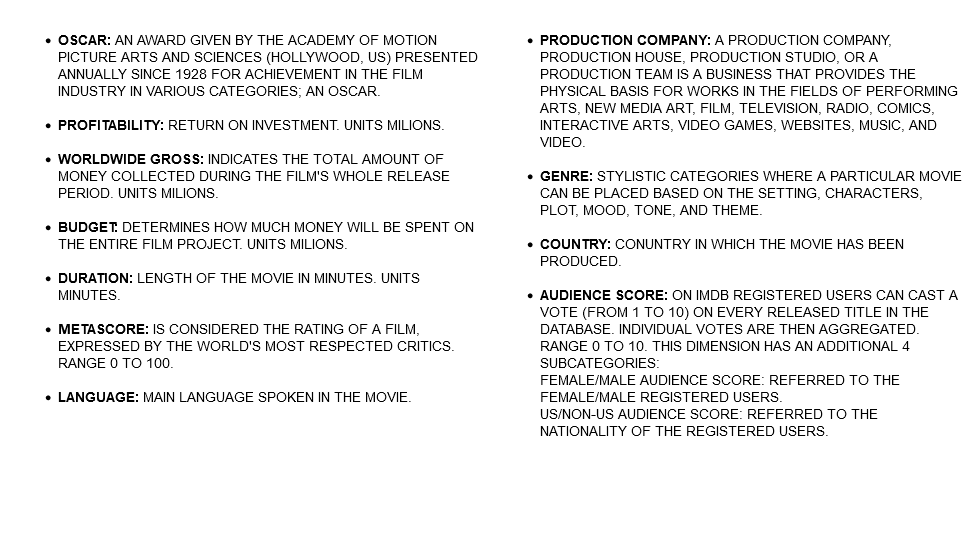 • OSCAR: AN AWARD GIVEN BY THE ACADEMY OF MOTION
PICTURE ARTS AND SCIENCES (HOLLYWOOD, US) PRESENTED
ANNUALLY SINCE 1928 FOR ACHIEVEMENT IN THE FILM
INDUSTRY IN VARIOUS CATEGORIES; AN OSCAR.
• PROFITABILITY: RETURN ON INVESTMENT. UNITS MILIONS.
• WORLDWIDE GROSS: INDICATES THE TOTAL AMOUNT OF
MONEY COLLECTED DURING THE FILM'S WHOLE RELEASE
PERIOD. UNITS MILIONS.
• BUDGET: DETERMINES HOW MUCH MONEY WILL BE SPENT ON
THE ENTIRE FILM PROJECT. UNITS MILIONS.
• DURATION: LENGTH OF THE MOVIE IN MINUTES. UNITS
MINUTES.
• METASCORE: IS CONSIDERED THE RATING OF A FILM,
EXPRESSED BY THE WORLD'S MOST RESPECTED CRITICS.
RANGE 0 TO 100.
• LANGUAGE: MAIN LANGUAGE SPOKEN IN THE MOVIE.
• PRODUCTION COMPANY: A PRODUCTION COMPANY,
PRODUCTION HOUSE, PRODUCTION STUDIO, OR A
PRODUCTION TEAM IS A BUSINESS THAT PROVIDES THE
PHYSICAL BASIS FOR WORKS IN THE FIELDS OF PERFORMING
ARTS, NEW MEDIA ART, FILM, TELEVISION, RADIO, COMICS,
INTERACTIVE ARTS, VIDEO GAMES, WEBSITES, MUSIC, AND
VIDEO.
• GENRE: STYLISTIC CATEGORIES WHERE A PARTICULAR MOVIE
CAN BE PLACED BASED ON THE SETTING, CHARACTERS,
PLOT, MOOD, TONE, AND THEME.
• COUNTRY: CONUNTRY IN WHICH THE MOVIE HAS BEEN
PRODUCED.
• AUDIENCE SCORE: ON IMDB REGISTERED USERS CAN CAST A
VOTE (FROM 1 TO 10) ON EVERY RELEASED TITLE IN THE
DATABASE. INDIVIDUAL VOTES ARE THEN AGGREGATED.
RANGE 0 TO 10. THIS DIMENSION HAS AN ADDITIONAL 4
SUBCATEGORIES:
FEMALE/MALE AUDIENCE SCORE: REFERRED TO THE
FEMALE/MALE REGISTERED USERS.
US/NON-US AUDIENCE SCORE: REFERRED TO THE
NATIONALITY OF THE REGISTERED USERS.